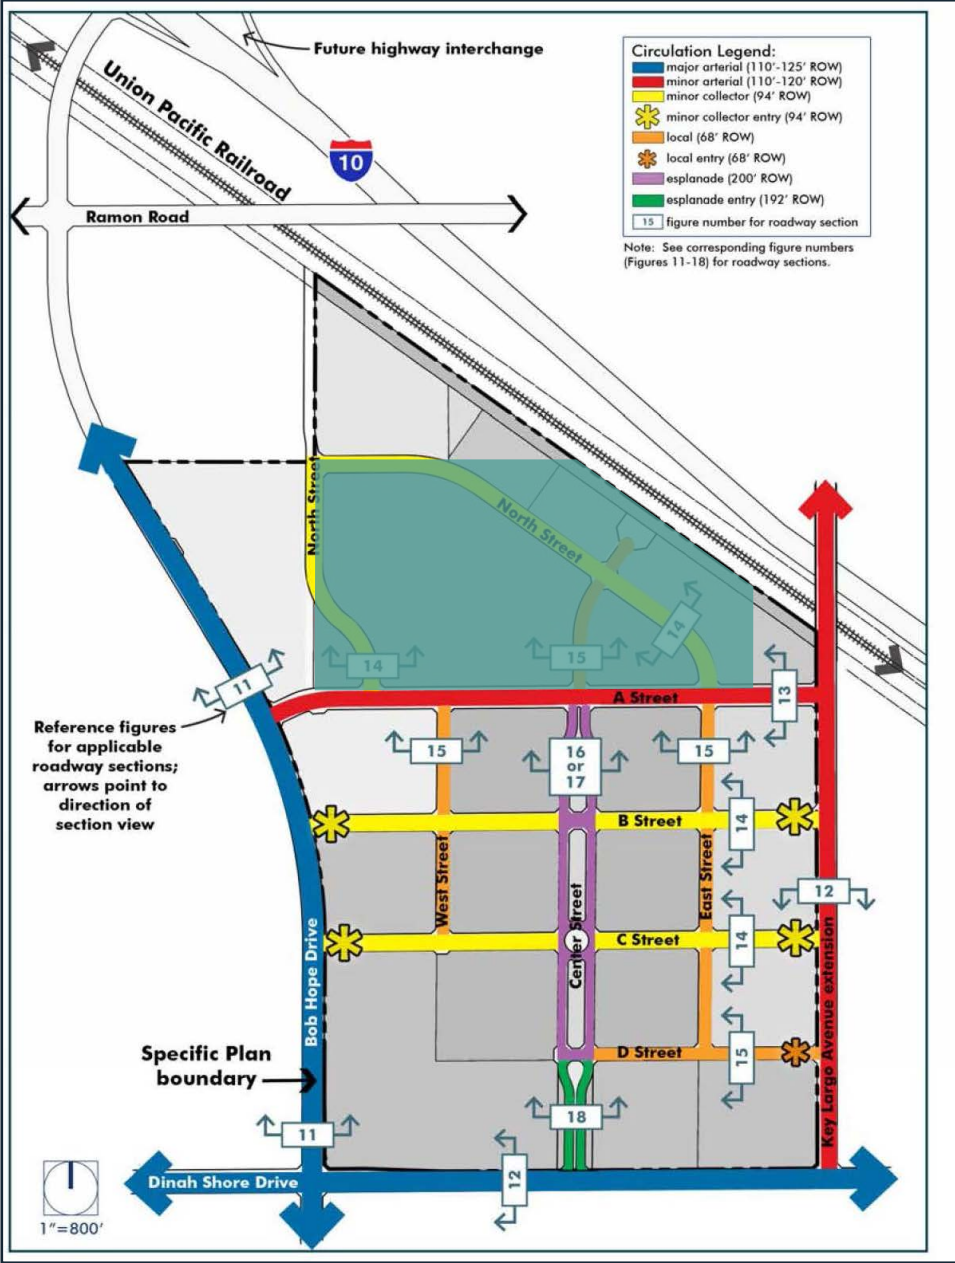 Future highway interchange
Union Pacific Railroad
10
Ramon Road
Circulation Legend:
major arterial (110'-125' ROW)
minor arterial (110'-120' ROW)
minor collector (94' ROW)
minor collector entry (94' ROW)
local (68' ROW)
local entry (68' ROW)
esplanade (200' ROW)
esplanade entry (192' ROW)
15 figure number for roadway section
Note: See corresponding figure numbers
(Figures 11-18) for roadway sections.
North Street
North Street
14
15
14
11
13
A Street
Reference figures
for applicable
roadway sections;
arrows point to
direction of
section view
15
16
or
17
15
B Street
14
West Street
East Street
12
Center Street
C Street
14
Bob Hope Drive
Key Largo Avenue extension
D Street
15
Specific Plan
boundary
11
18
12
Dinah Shore Drive
1"=800'